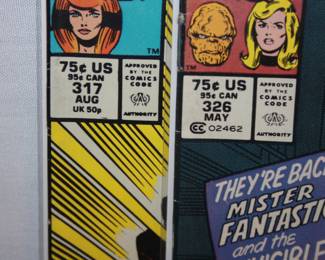 TM
75¢ US
95¢ CAN
317
AUG
UK 50p
APPROVED
BY THE
COMICS
CODE
AUTHORITY
TM
75¢ US
95¢ CAN
326
MAY
CC 02462
APPROVED
BY THE
COMICS
CODE
AUTHORITY
THEY'RE BACK
MISTER
FANTASTIC
and the